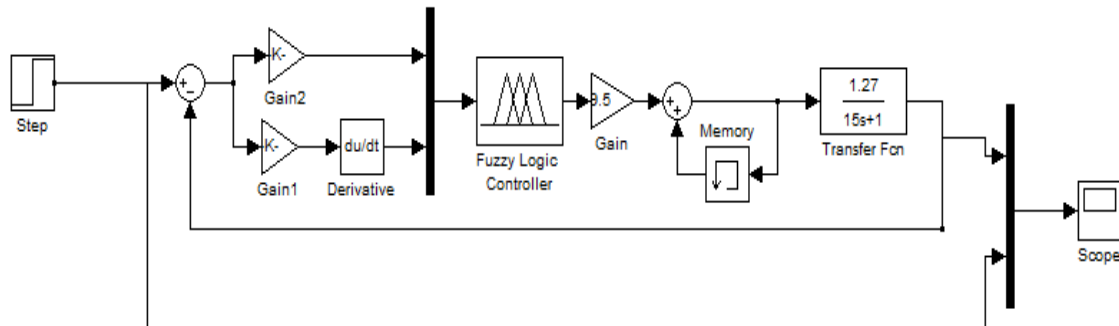 Step
+
−
K-
Gain2
K-
Gain1
du/dt
Derivative
Fuzzy Logic
Controller
9.5
Gain
+
+
Memory
1.27
15s+1
Transfer Fcn
Scope